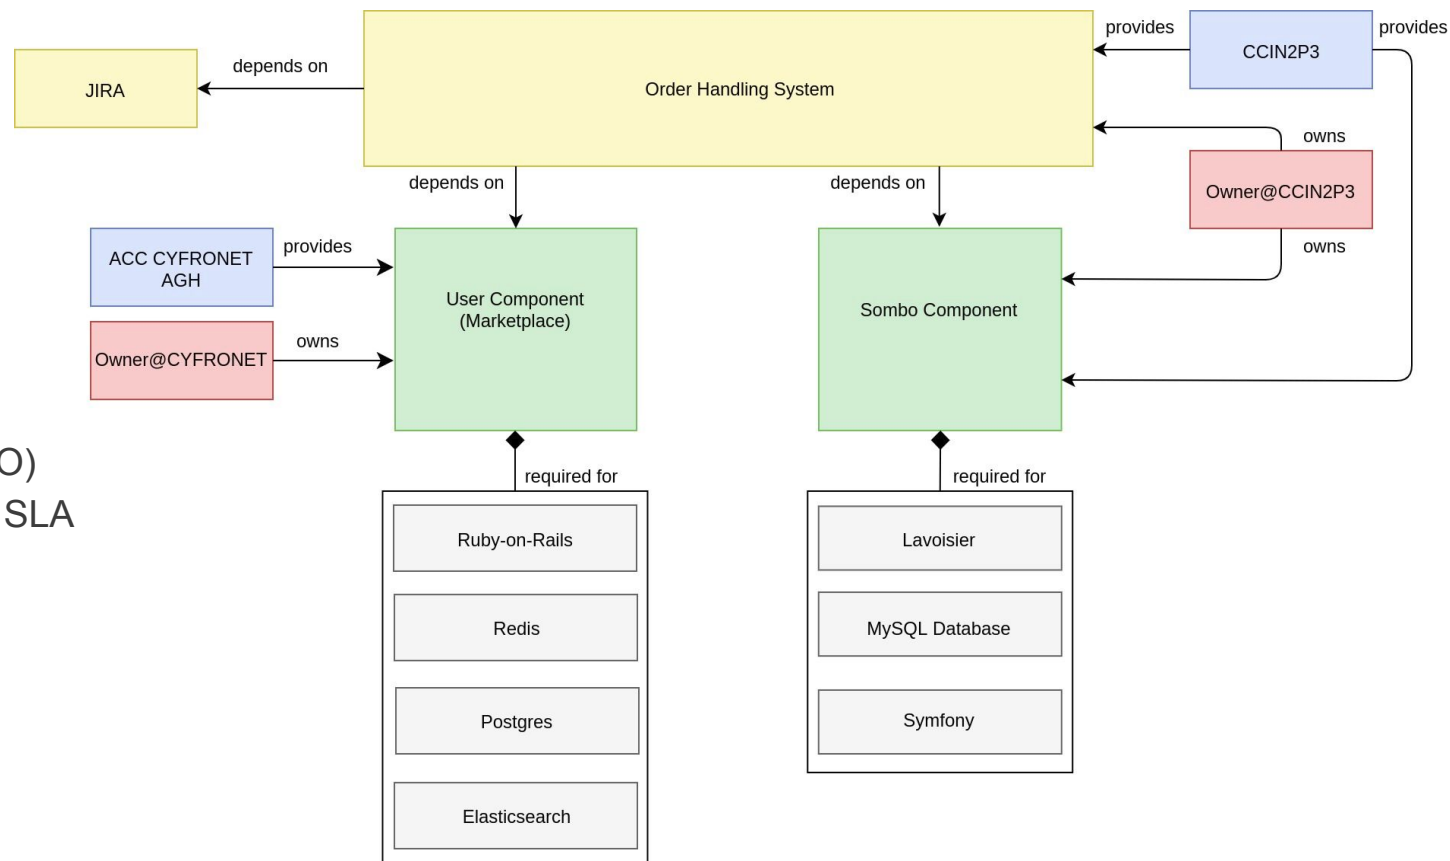 provides
provides
CCIN2P3
depends on
JIRA
Order Handling System
owns
Owner@CCIN2P3
depends on
depends on
owns
provides
ACC CYFRONET
AGH
User Component
(Marketplace)
Sombo Component
owns
Owner@CYFRONET
O)
SLA
required for
required for
Ruby-on-Rails
Lavoisier
Redis
MySQL Database
Postgres
Symfony
Elasticsearch